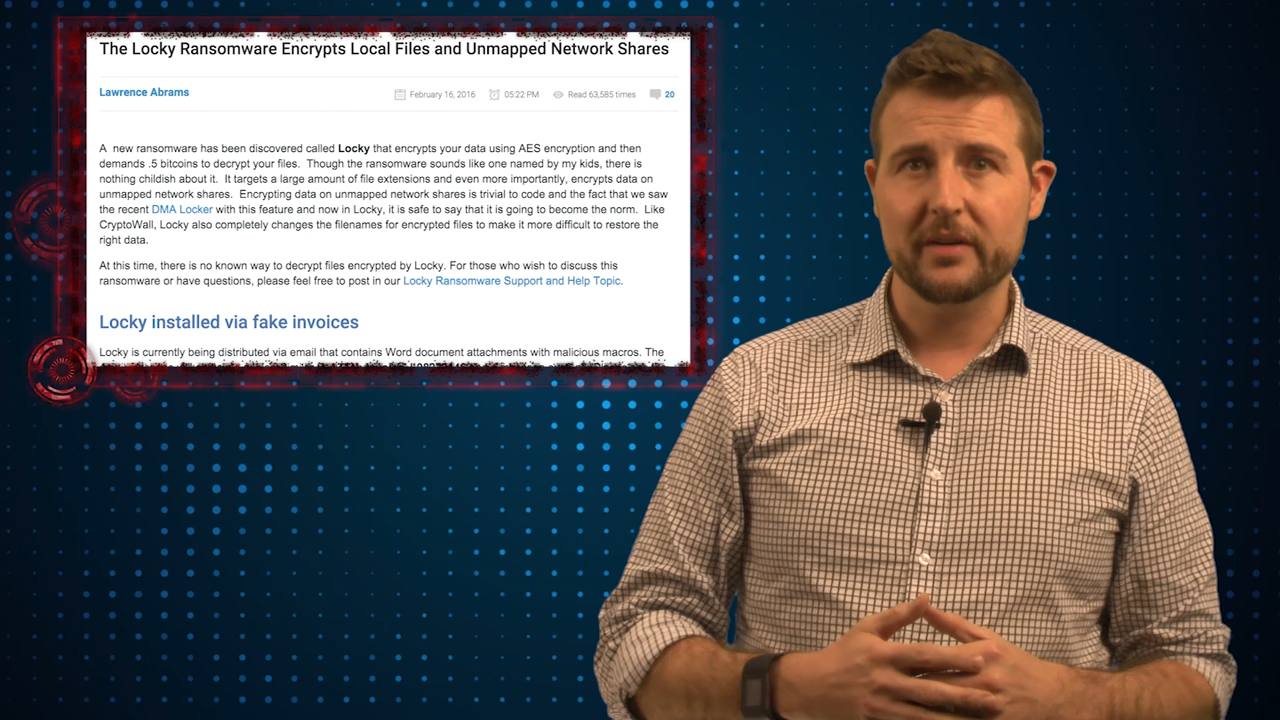 The Locky Ransomware Encrypts Local Files and Unmapped Network Shares
Lawrence Abrams
February 16, 2016
05:22 PM
Read 63,585 times
20
A  new ransomware has been discovered called Locky that encrypts your data using AES encryption and then
demands .5 bitcoins to decrypt your files.  Though the ransomware sounds like one named by my kids, there is
nothing childish about it.  It targets a large amount of file extensions and even more importantly, encrypts data on
unmapped network shares.  Encrypting data on unmapped network shares is trivial to code and the fact that we saw
the recent DMA Locker with this feature and now in Locky, it is safe to say that it is going to become the norm.  Like
CryptoWall, Locky also completely changes the filenames for encrypted files to make it more difficult to restore the
right data.
At this time, there is no known way to decrypt files encrypted by Locky. For those who wish to discuss this
ransomware or have questions, please feel free to post in our Locky Ransomware Support and Help Topic.
Locky installed via fake invoices
Locky is currently being distributed via email that contains Word document attachments with malicious macros. The